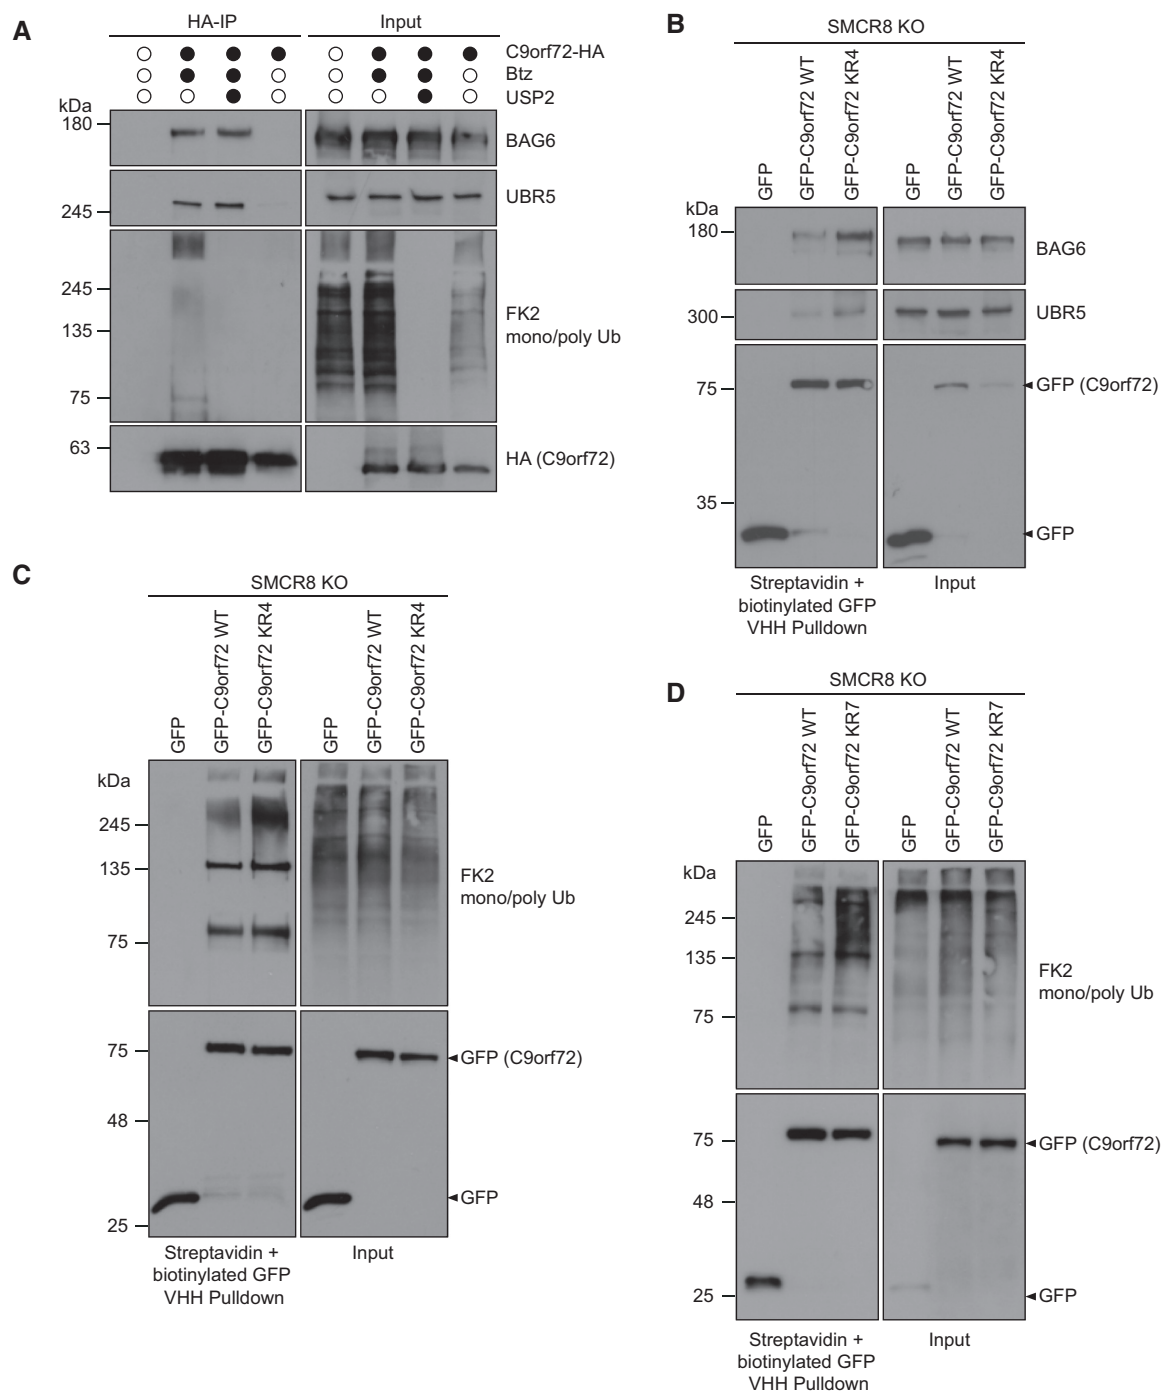 A
HA-IP
Input
C9orf72-HA
Btz
USP2
kDa
180
BAG6
245
UBR5
245
135
75
FK2
mono/poly Ub
63
HA (C9orf72)
B
SMCR8 KO
GFP
GFP-C9orf72 WT
GFP-C9orf72 KR4
GFP
GFP-C9orf72 WT
GFP-C9orf72 KR4
kDa
180
BAG6
300
UBR5
75
GFP (C9orf72)
35
GFP
Streptavidin +
biotinylated GFP
VHH Pulldown
Input
C
SMCR8 KO
GFP
GFP-C9orf72 WT
GFP-C9orf72 KR4
GFP
GFP-C9orf72 WT
GFP-C9orf72 KR4
kDa
245
135
75
FK2
mono/poly Ub
75
GFP (C9orf72)
48
GFP
25
Streptavidin +
biotinylated GFP
VHH Pulldown
Input
D
SMCR8 KO
GFP
GFP-C9orf72 WT
GFP-C9orf72 KR7
GFP
GFP-C9orf72 WT
GFP-C9orf72 KR7
kDa
245
135
75
FK2
mono/poly Ub
75
GFP (C9orf72)
48
25
GFP
Streptavidin +
biotinylated GFP
VHH Pulldown
Input